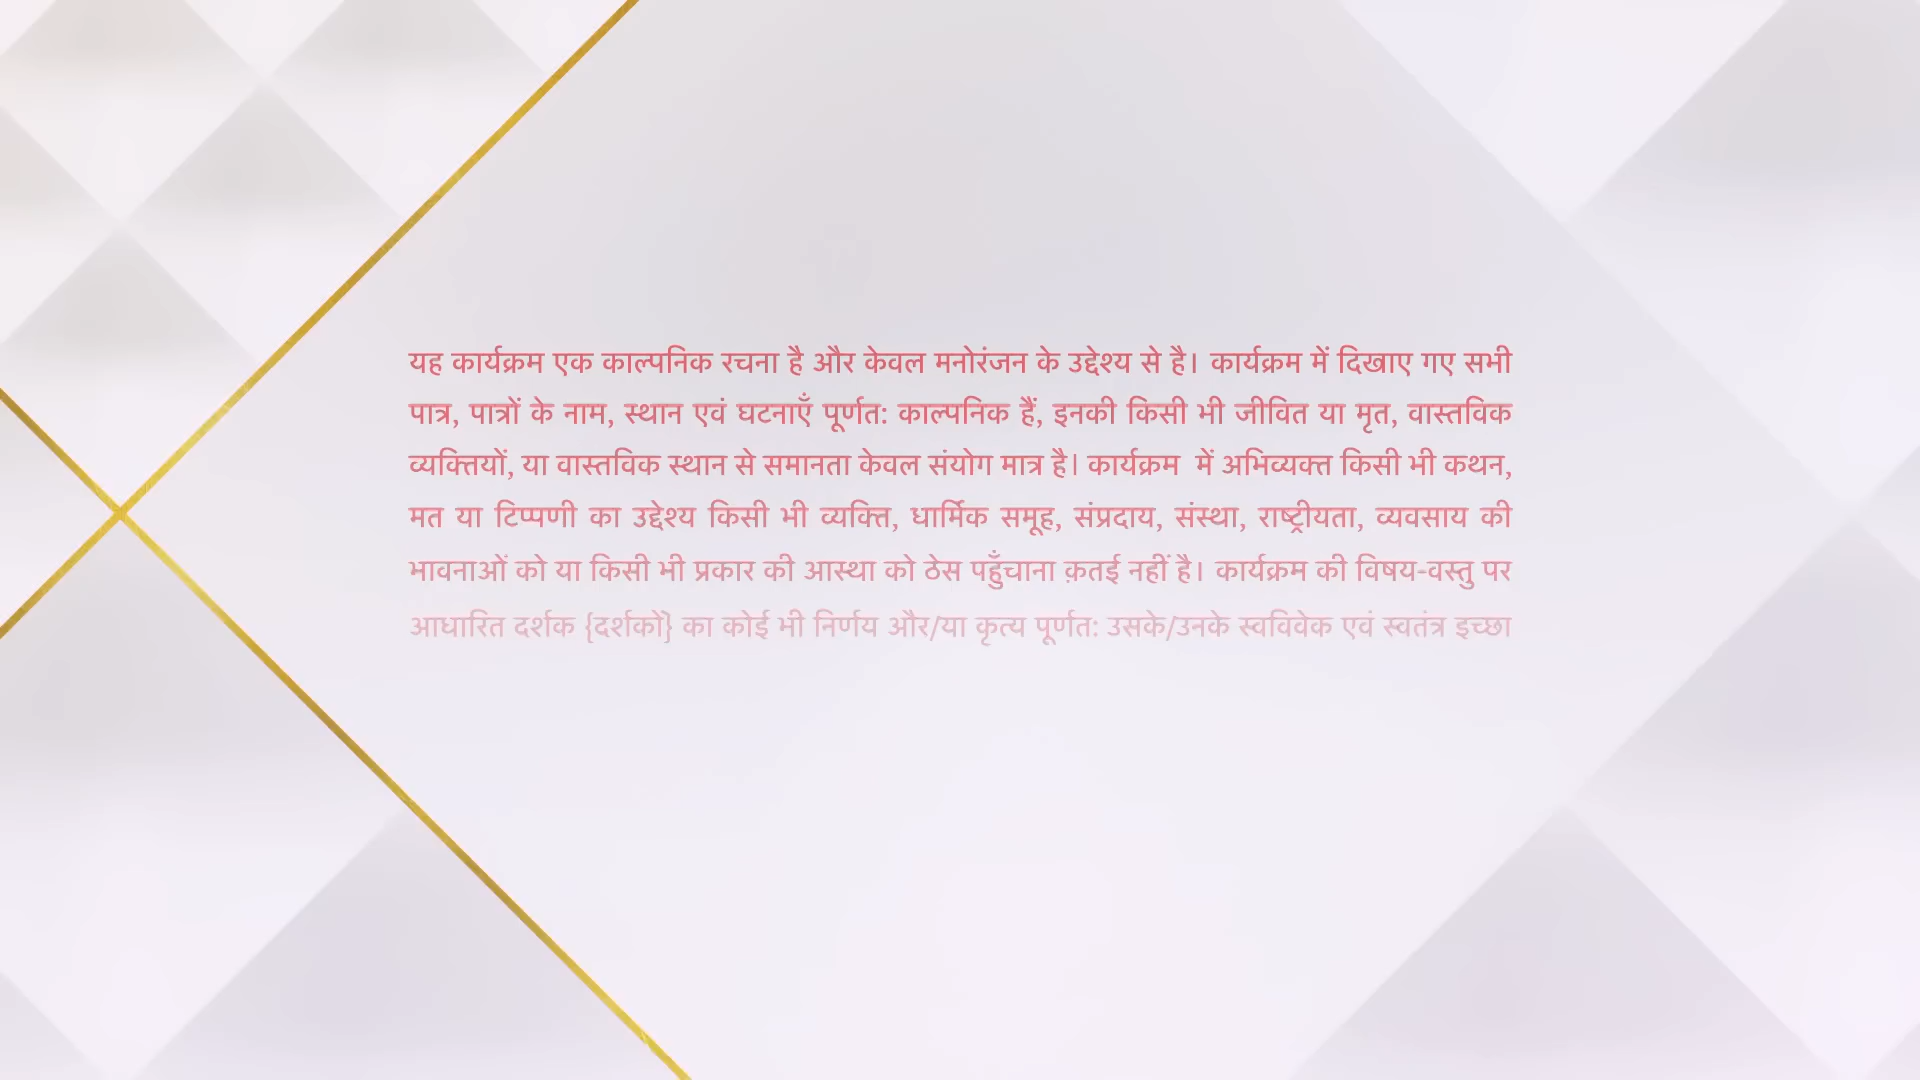 यह कार्यक्रम एक काल्पनिक रचना है और केवल मनोरंजन के उद्देश्य से है। कार्यक्रम में दिखाए गए सभी
पात्र, पात्रों के नाम, स्थान एवं घटनाएँ पूर्णत: काल्पनिक हैं, इनकी किसी भी जीवित या मृत, वास्तविक
व्यक्तियों, या वास्तविक स्थान से समानता केवल संयोग मात्र है। कार्यक्रम में अभिव्यक्त किसी भी कथन,
मत या टिप्पणी का उद्देश्य किसी भी व्यक्ति, धार्मिक समूह, संप्रदाय, संस्था, राष्ट्रीयता, व्यवसाय की
भावनाओं को या किसी भी प्रकार की आस्था को ठेस पहुँचाना क़तई नहीं है। कार्यक्रम की विषय-वस्तु पर
आधारित दर्शक {दर्शकों} का कोई भी निर्णय और/या कृत्य पूर्णत: उसके/उनके स्वविवेक एवं स्वतंत्र इच्छा